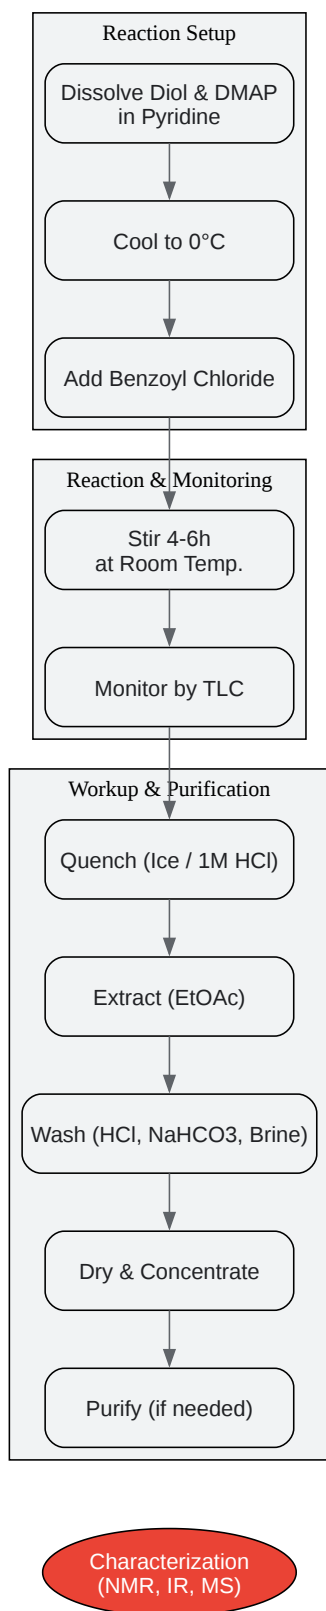 Reaction Setup
Dissolve Diol & DMAP
in Pyridine
Cool to 0°C
Add Benzoyl Chloride
Reaction & Monitoring
Stir 4-6h
at Room Temp.
Monitor by TLC
Workup & Purification
Quench (Ice / 1M HCl)
Extract (EtOAc)
Wash (HCl, NaHCO3, Brine)
Dry & Concentrate
Purify (if needed)
Characterization
(NMR, IR, MS)